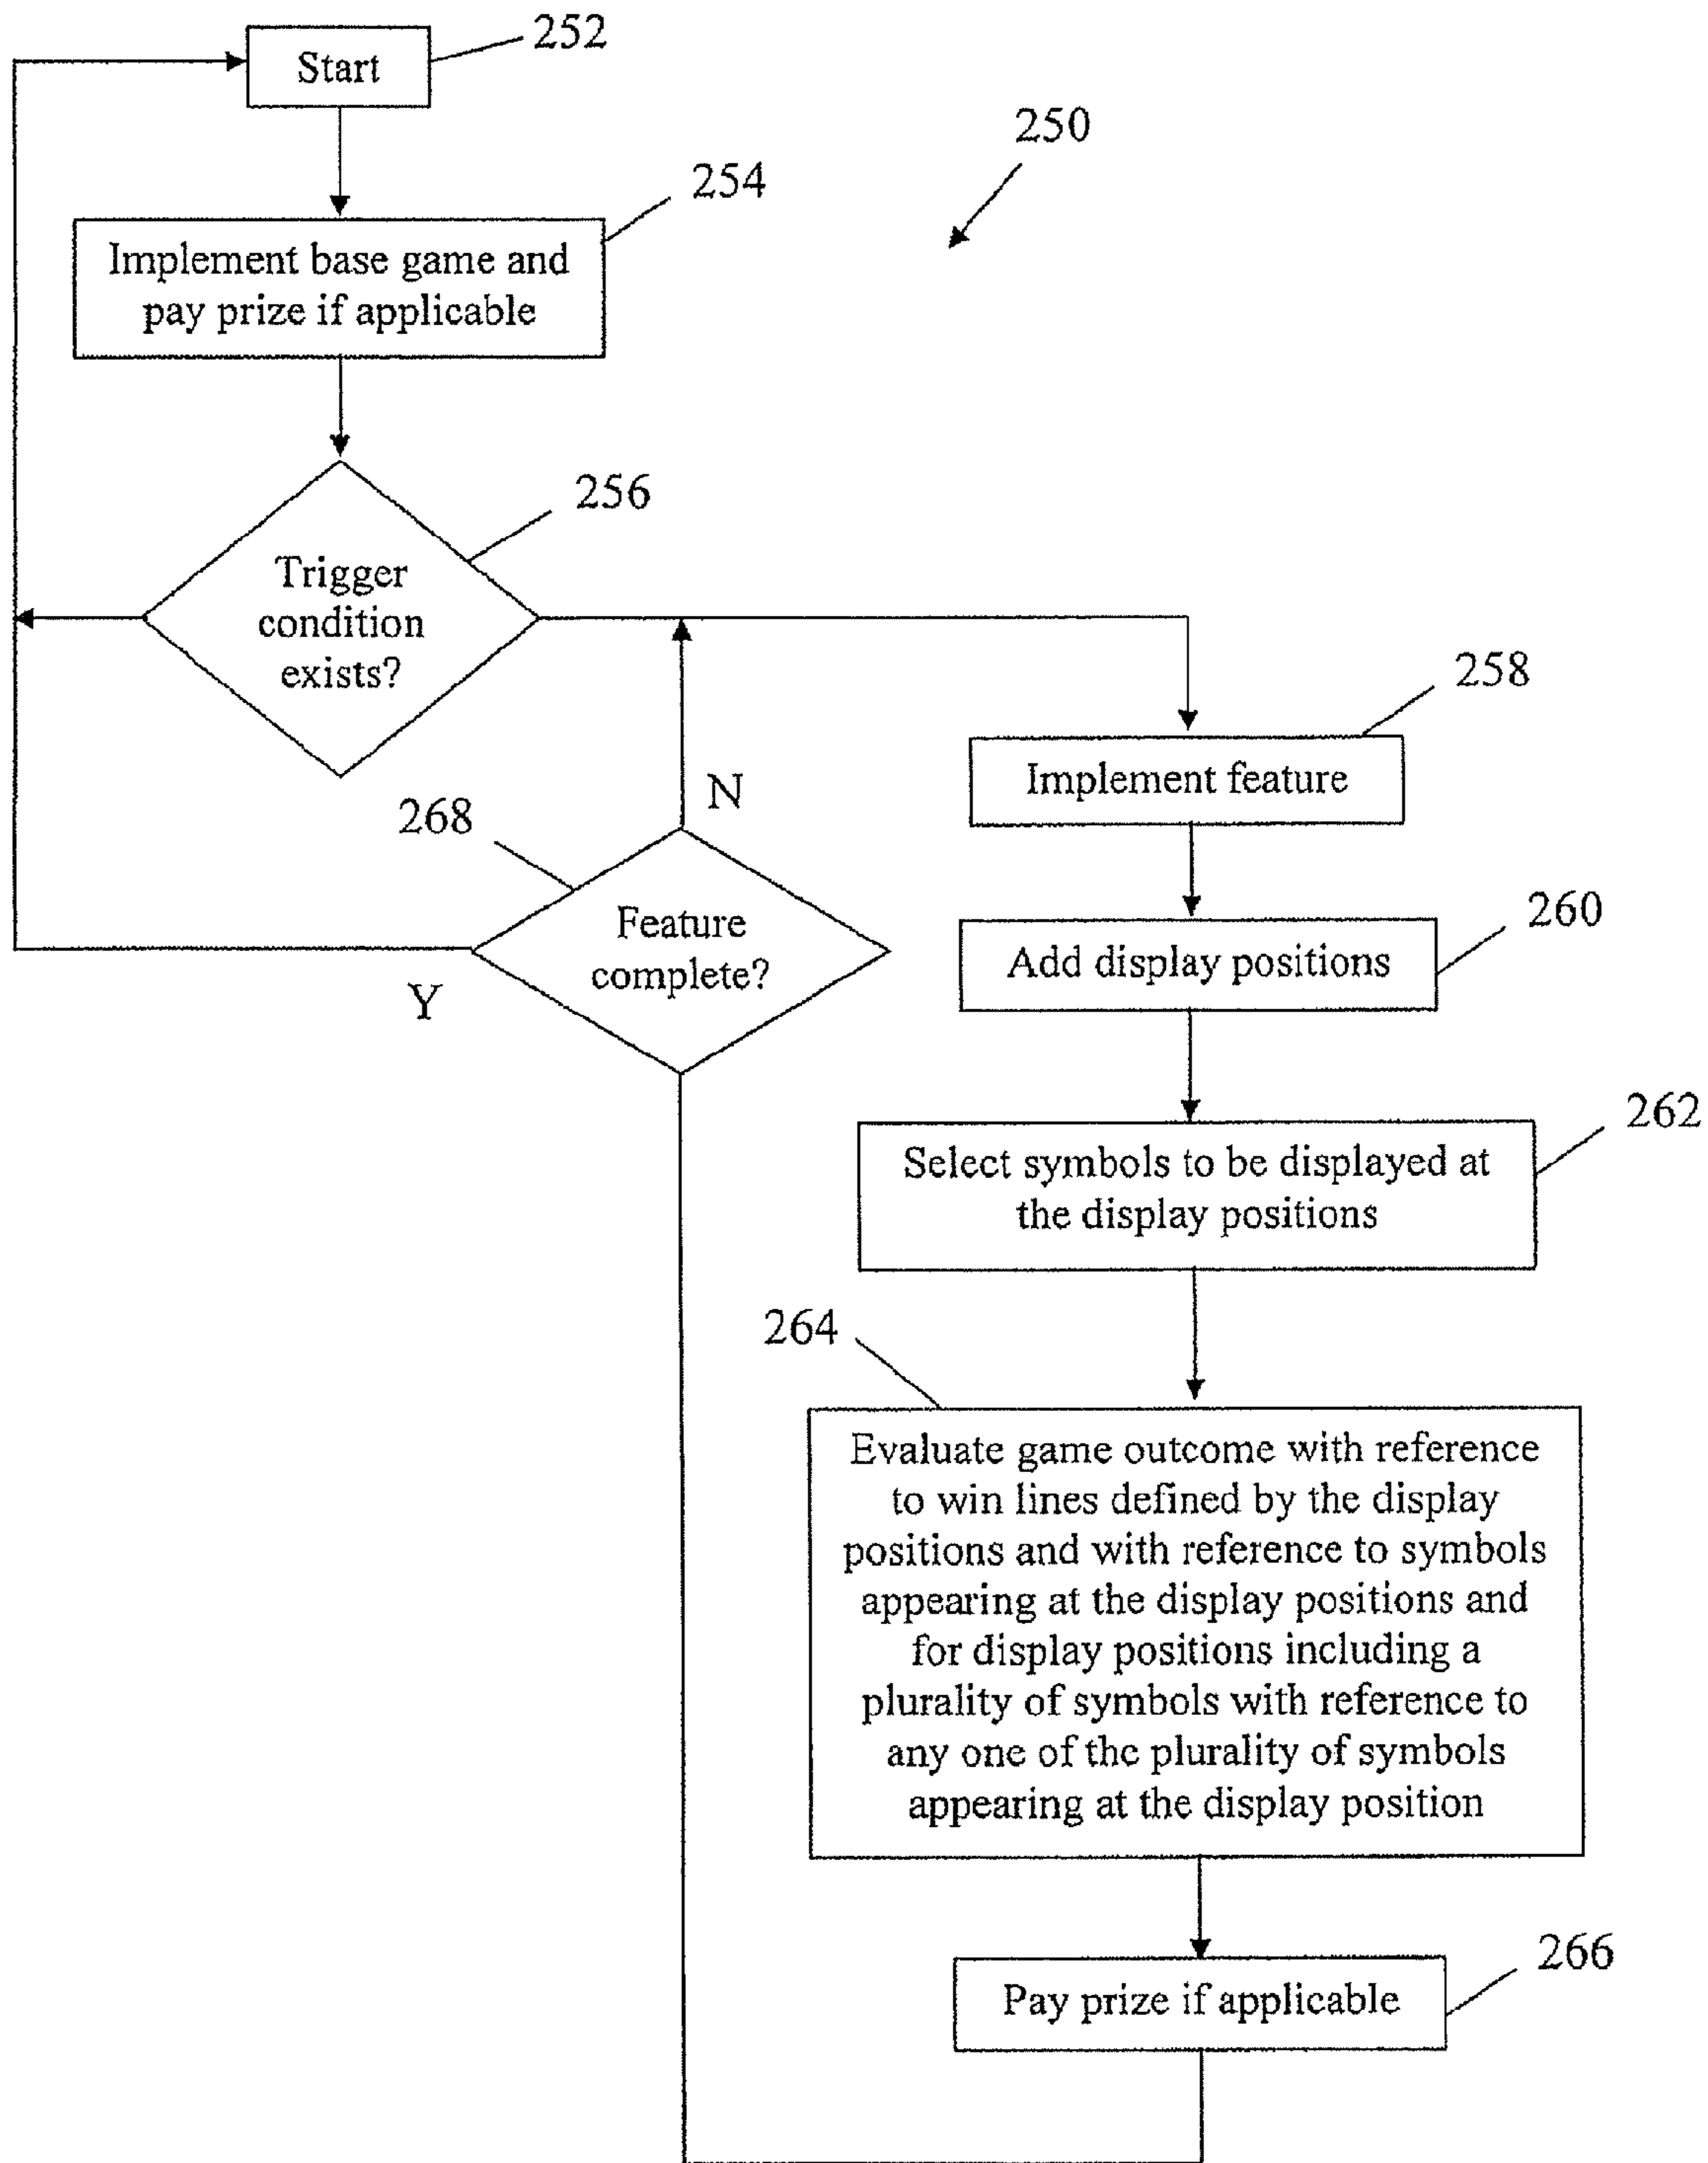 252
Start
250
254
Implement base game and
pay prize if applicable
256
Trigger
condition
exists?
258
Implement feature
N
268
Feature
complete?
Y
260
Add display positions
262
Select symbols to be displayed at
the display positions
264
Evaluate game outcome with reference
to win lines defined by the display
positions and with reference to symbols
appearing at the display positions and
for display positions including a
plurality of symbols with reference to
any one of the plurality of symbols
appearing at the display position
266
Pay prize if applicable